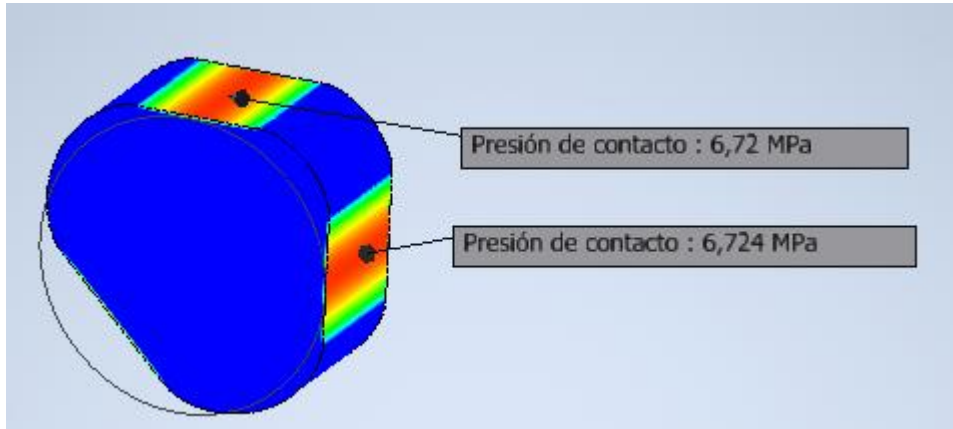 Presión de contacto : 6,72 MPa
Presión de contacto : 6,724 MPa